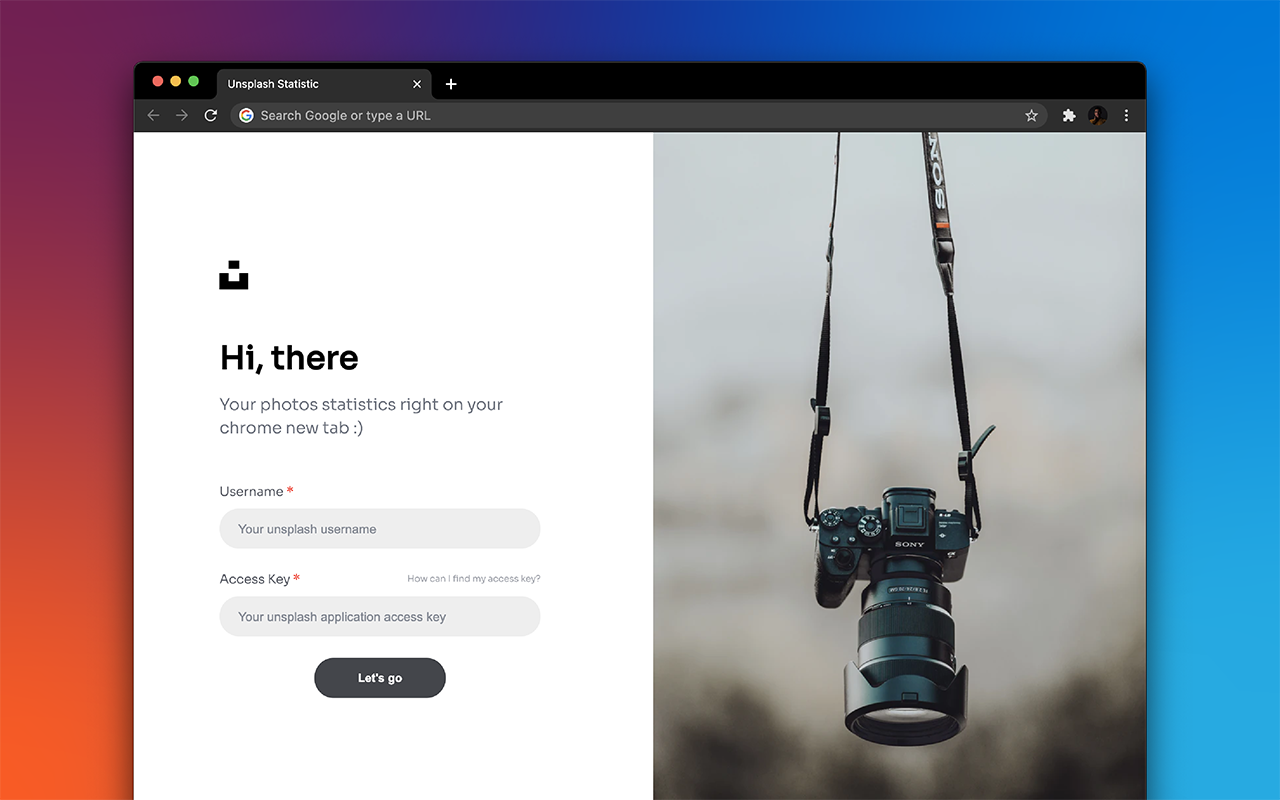 Unsplash Statistic
Search Google or type a URL
Hi, there
Your photos statistics right on your
chrome new tab :)
Username *
Your unsplash username
Access Key *
How can I find my access key?
Your unsplash application access key
Let's go
SONY